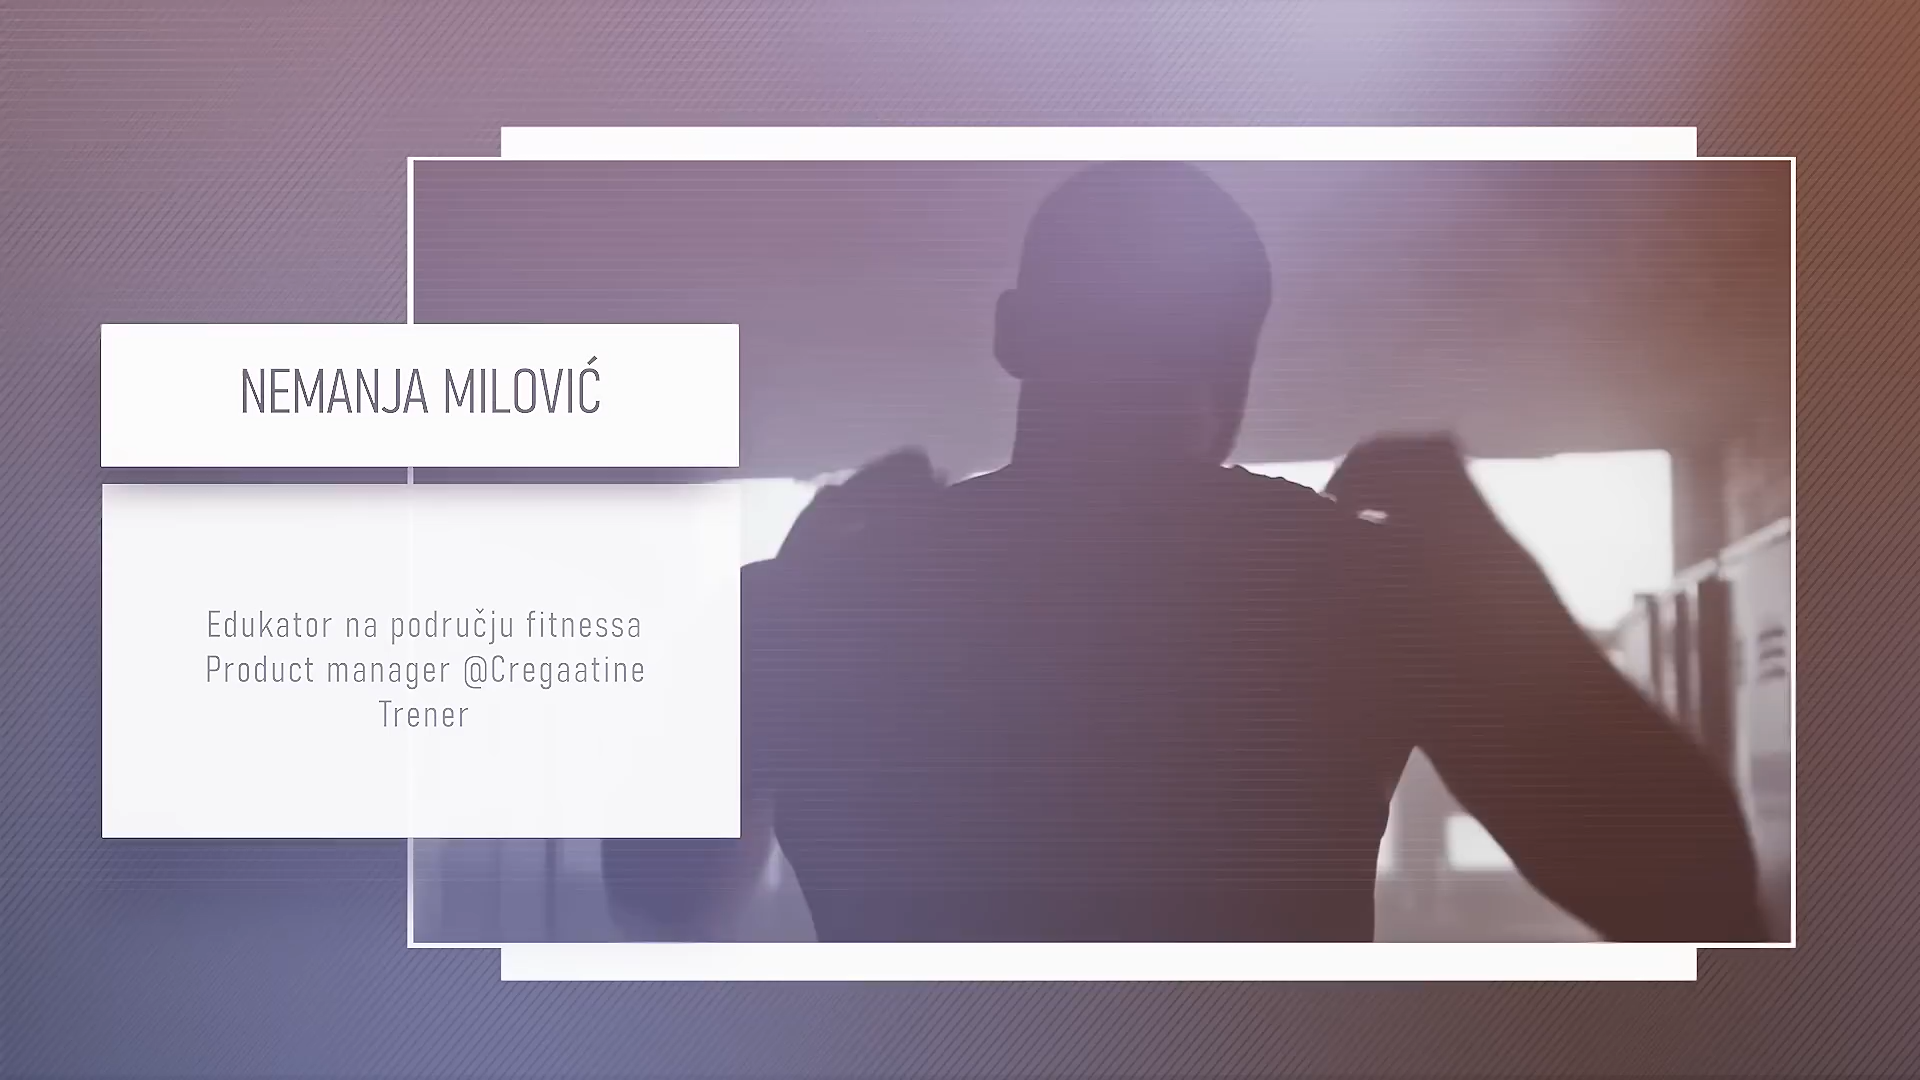 NEMANJA MILOVIĆ
Edukator na području fitnessa
Product manager @Cregaatine
Trener